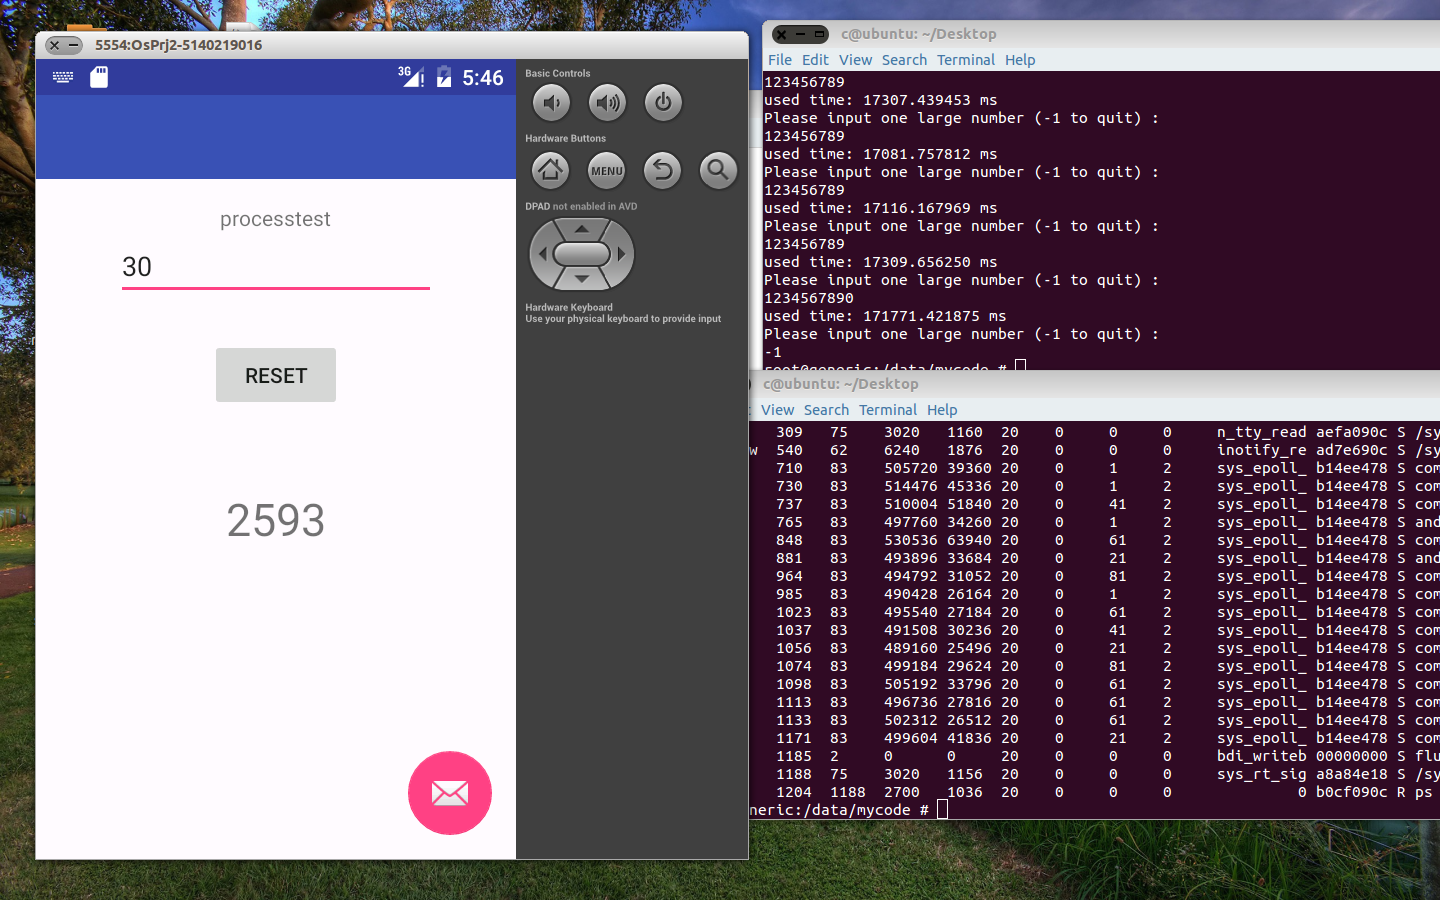 5554:OsPrj2-5140219016
3G
5:46
processtest
30
RESET
2593
Basic Controls
Hardware Buttons
MENU
DPAD not enabled in AVD
Hardware Keyboard
Use your physical keyboard to provide input
c@ubuntu: ~/Desktop
File Edit View Search Terminal Help
123456789
used time: 17307.439453 ms
Please input one large number (-1 to quit) :
123456789
used time: 17081.757812 ms
Please input one large number (-1 to quit) :
123456789
used time: 17116.167969 ms
Please input one large number (-1 to quit) :
123456789
used time: 17309.656250 ms
Please input one large number (-1 to quit) :
1234567890
used time: 171771.421875 ms
Please input one large number (-1 to quit) :
-1
root@generic:/data/mycode #
c@ubuntu: ~/Desktop
View Search Terminal Help
309 75 3020 1160 20 0 0 0 n_tty_read aefa090c S /sy
w 540 62 6240 1876 20 0 0 0 inotify_re ad7e690c S /sy
710 83 505720 39360 20 0 1 2 sys_epoll_ b14ee478 S com
730 83 514476 45336 20 0 1 2 sys_epoll_ b14ee478 S com
737 83 510004 51840 20 0 41 2 sys_epoll_ b14ee478 S com
765 83 497760 34260 20 0 1 2 sys_epoll_ b14ee478 S and
848 83 530536 63940 20 0 61 2 sys_epoll_ b14ee478 S com
881 83 493896 33684 20 0 21 2 sys_epoll_ b14ee478 S and
964 83 494792 31052 20 0 81 2 sys_epoll_ b14ee478 S com
985 83 490428 26164 20 0 1 2 sys_epoll_ b14ee478 S com
1023 83 495540 27184 20 0 61 2 sys_epoll_ b14ee478 S com
1037 83 491508 30236 20 0 41 2 sys_epoll_ b14ee478 S com
1056 83 489160 25496 20 0 21 2 sys_epoll_ b14ee478 S com
1074 83 499184 29624 20 0 81 2 sys_epoll_ b14ee478 S com
1098 83 505192 33796 20 0 61 2 sys_epoll_ b14ee478 S com
1113 83 496736 27816 20 0 61 2 sys_epoll_ b14ee478 S com
1133 83 502312 26512 20 0 61 2 sys_epoll_ b14ee478 S com
1171 83 499604 41836 20 0 21 2 sys_epoll_ b14ee478 S com
1185 2 0 0 20 0 0 0 bdi_writeb 00000000 S flu
1188 75 3020 1156 20 0 0 0 sys_rt_sig a8a84e18 S /sy
1204 1188 2700 1036 20 0 0 0 0 b0cf090c R ps
neric:/data/mycode #